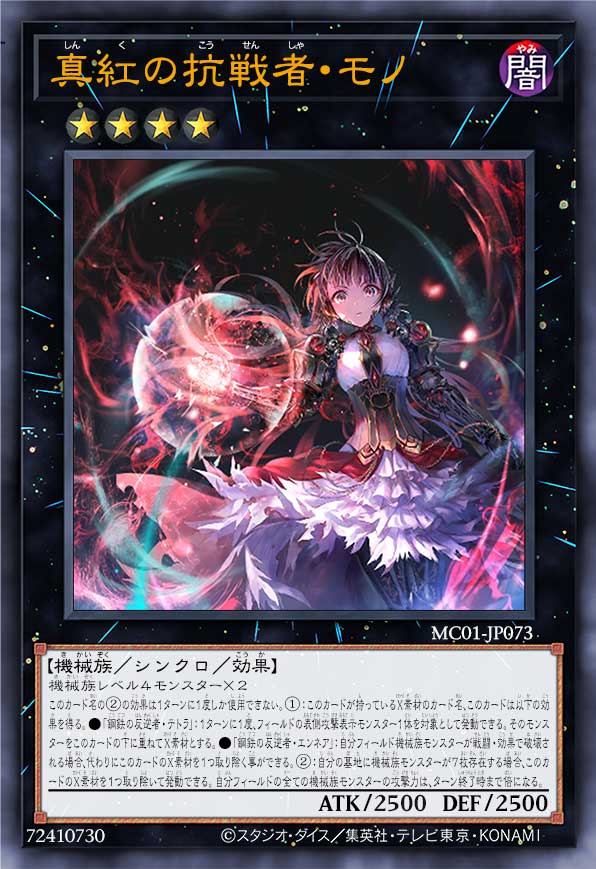 真紅の抗戦者・モノ
闇
MC01-JP073
【機械族／シンクロ／効果】
機械族レベル4モンスター×2
このカード名の②の効果は1ターンに1度しか使用できない。①：このカードが持っているX素材のカード名、このカードは以下の効
果を得る。●「鋼鉄の反逆者・テトラ」：1ターンに1度、フィールドの表側攻撃表示モンスター1体を対象として発動できる。そのモンス
ターをこのカードの下に重ねてX素材とする。●「鋼鉄の反逆者・エンネア」：自分フィールド機械族モンスターが戦闘・効果で破壊さ
れる場合、代わりにこのカードのX素材を1つ取り除く事ができる。②：自分の墓地に機械族モンスターが7枚存在する場合、このカ
ードのX素材を1つ取り除いて発動できる。自分フィールドの全ての機械族モンスターの攻撃力は、ターン終了時まで倍になる。
ATK/2500 DEF/2500
72410730
©スタジオ・ダイス／集英社・テレビ東京・KONAMI